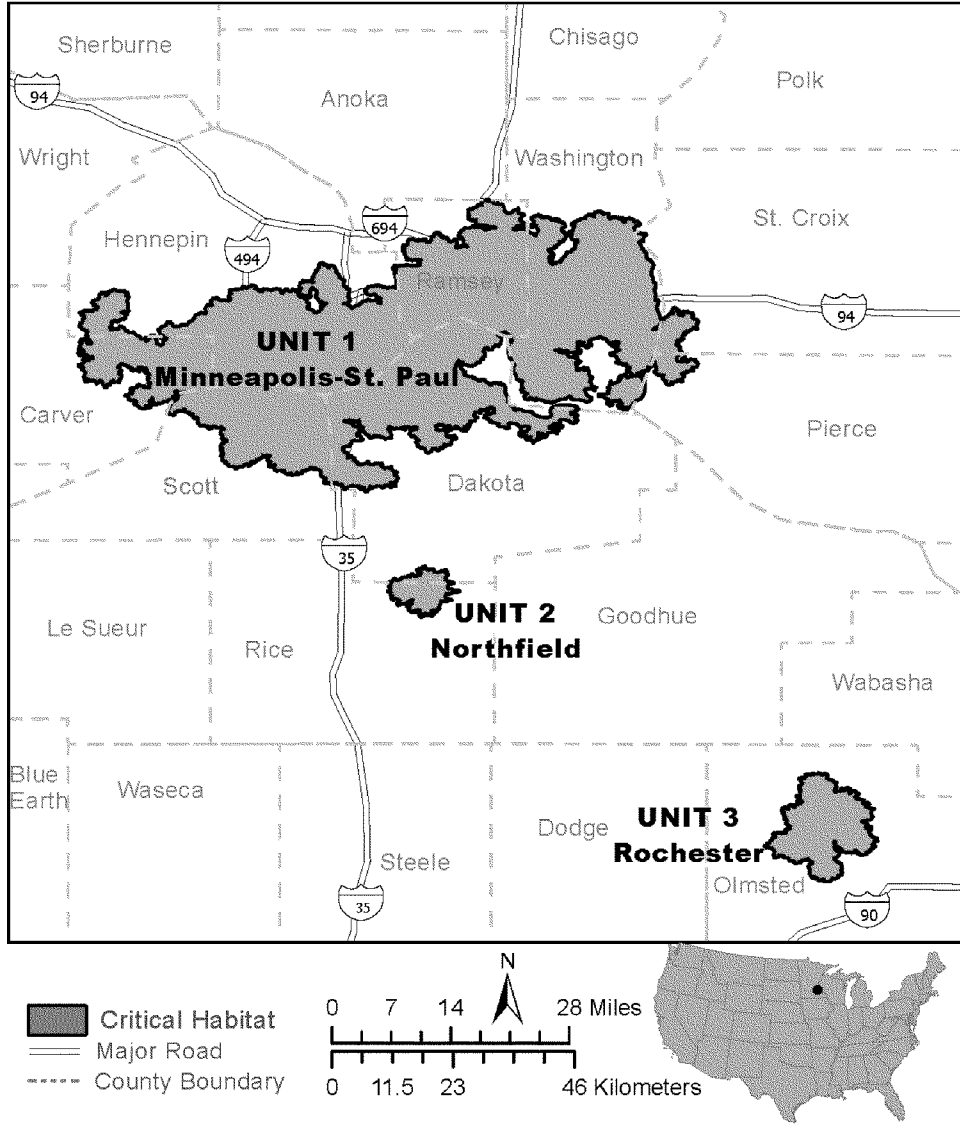 Sherburne
Chisago
94
Anoka
Polk
Wright
Washington
694
St. Croix
Hennepin
494
Ramsey
94
UNIT 1
Minneapolis-St. Paul
Carver
Pierce
Scott
Dakota
35
UNIT 2
Northfield
Goodhue
Le Sueur
Rice
Wabasha
Blue
Earth
Waseca
UNIT 3
Rochester
Dodge
Steele
Olmsted
35
90
N
0 7 14 28 Miles
0 11.5 23 46 Kilometers
Critical Habitat
Major Road
County Boundary